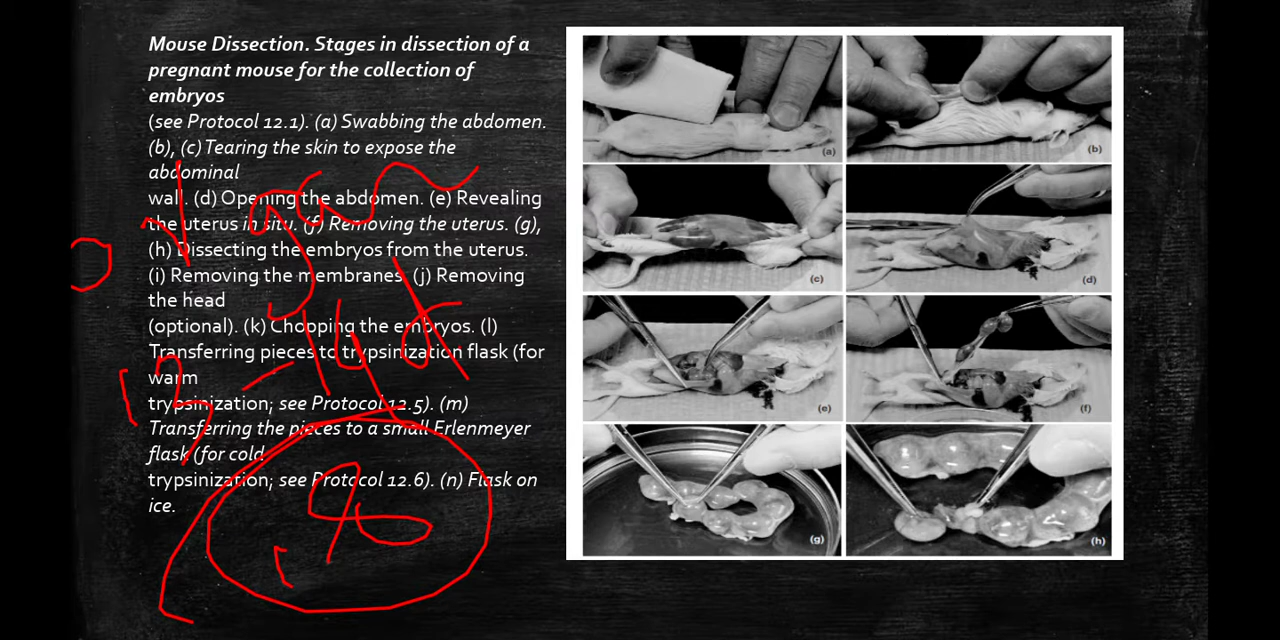 Mouse Dissection. Stages in dissection of a
pregnant mouse for the collection of
embryos
(see Protocol 12.1). (a) Swabbing the abdomen.
(b), (c) Tearing the skin to expose the
abdominal
wall. (d) Opening the abdomen. (e) Revealing
the uterus in situ. (f) Removing the uterus. (g),
(h) Dissecting the embryos from the uterus.
(i) Removing the membranes. (j) Removing
the head
(optional). (k) Chopping the embryos. (l)
Transferring pieces to trypsinization flask (for
warm
trypsinization; see Protocol 12.5). (m)
Transferring the pieces to a small Erlenmeyer
flask (for cold
trypsinization; see Protocol 12.6). (n) Flask on
ice.
(a)
(b)
(c)
(d)
(e)
(f)
(g)
(h)